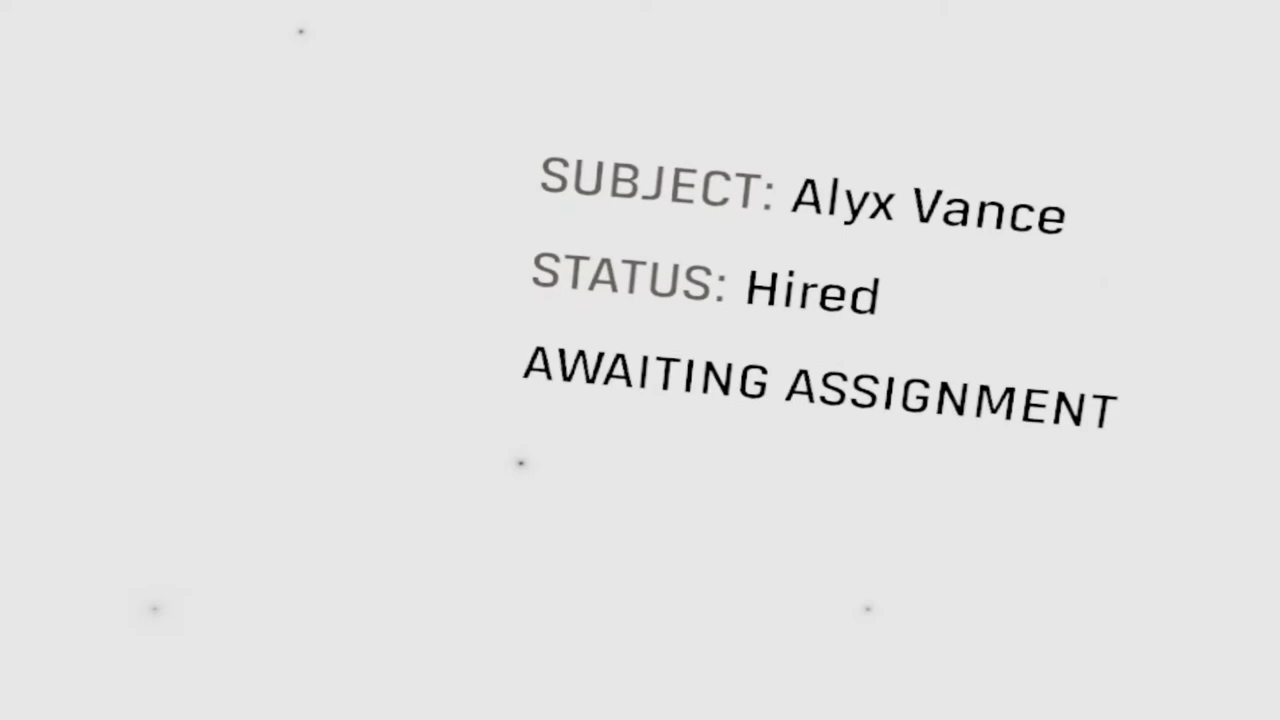 SUBJECT: Alyx Vance
STATUS: Hired
AWAITING ASSIGNMENT